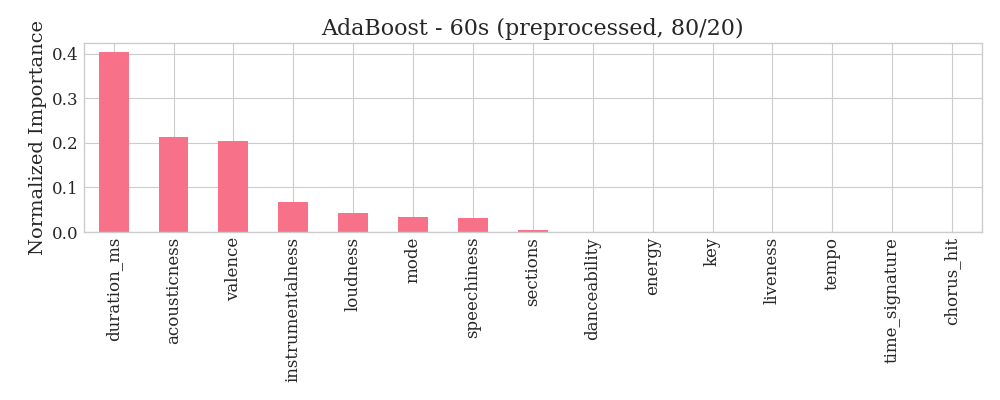 AdaBoost - 60s (preprocessed, 80/20)
Normalized Importance
0.4
0.3
0.2
0.1
0.0
duration_ms
acousticness
valence
instrumentalness
loudness
mode
speechiness
sections
danceability
energy
key
liveness
tempo
time_signature
chorus_hit